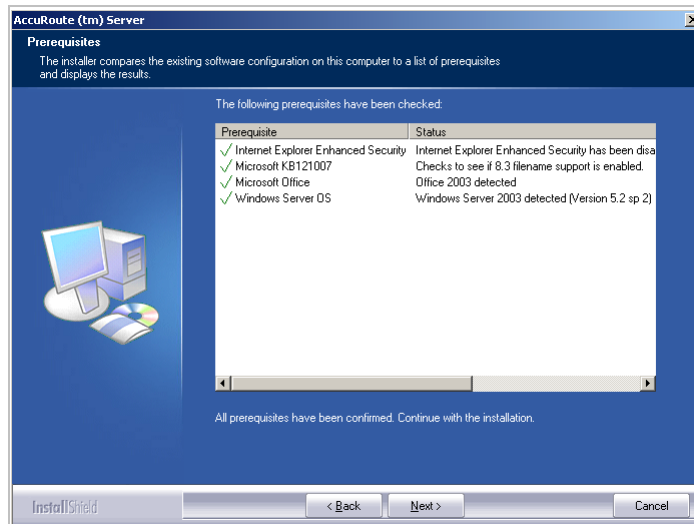 AccuRoute (tm) Server
Prerequisites
The installer compares the existing software configuration on this computer to a list of prerequisites
and displays the results.
The following prerequisites have been checked:
Prerequisite Status
Internet Explorer Enhanced Security Internet Explorer Enhanced Security has been disa
Microsoft KB121007 Checks to see if 8.3 filename support is enabled.
Microsoft Office Office 2003 detected
Windows Server OS Windows Server 2003 detected (Version 5.2 sp 2)
All prerequisites have been confirmed. Continue with the installation.
InstallShield < Back Next > Cancel